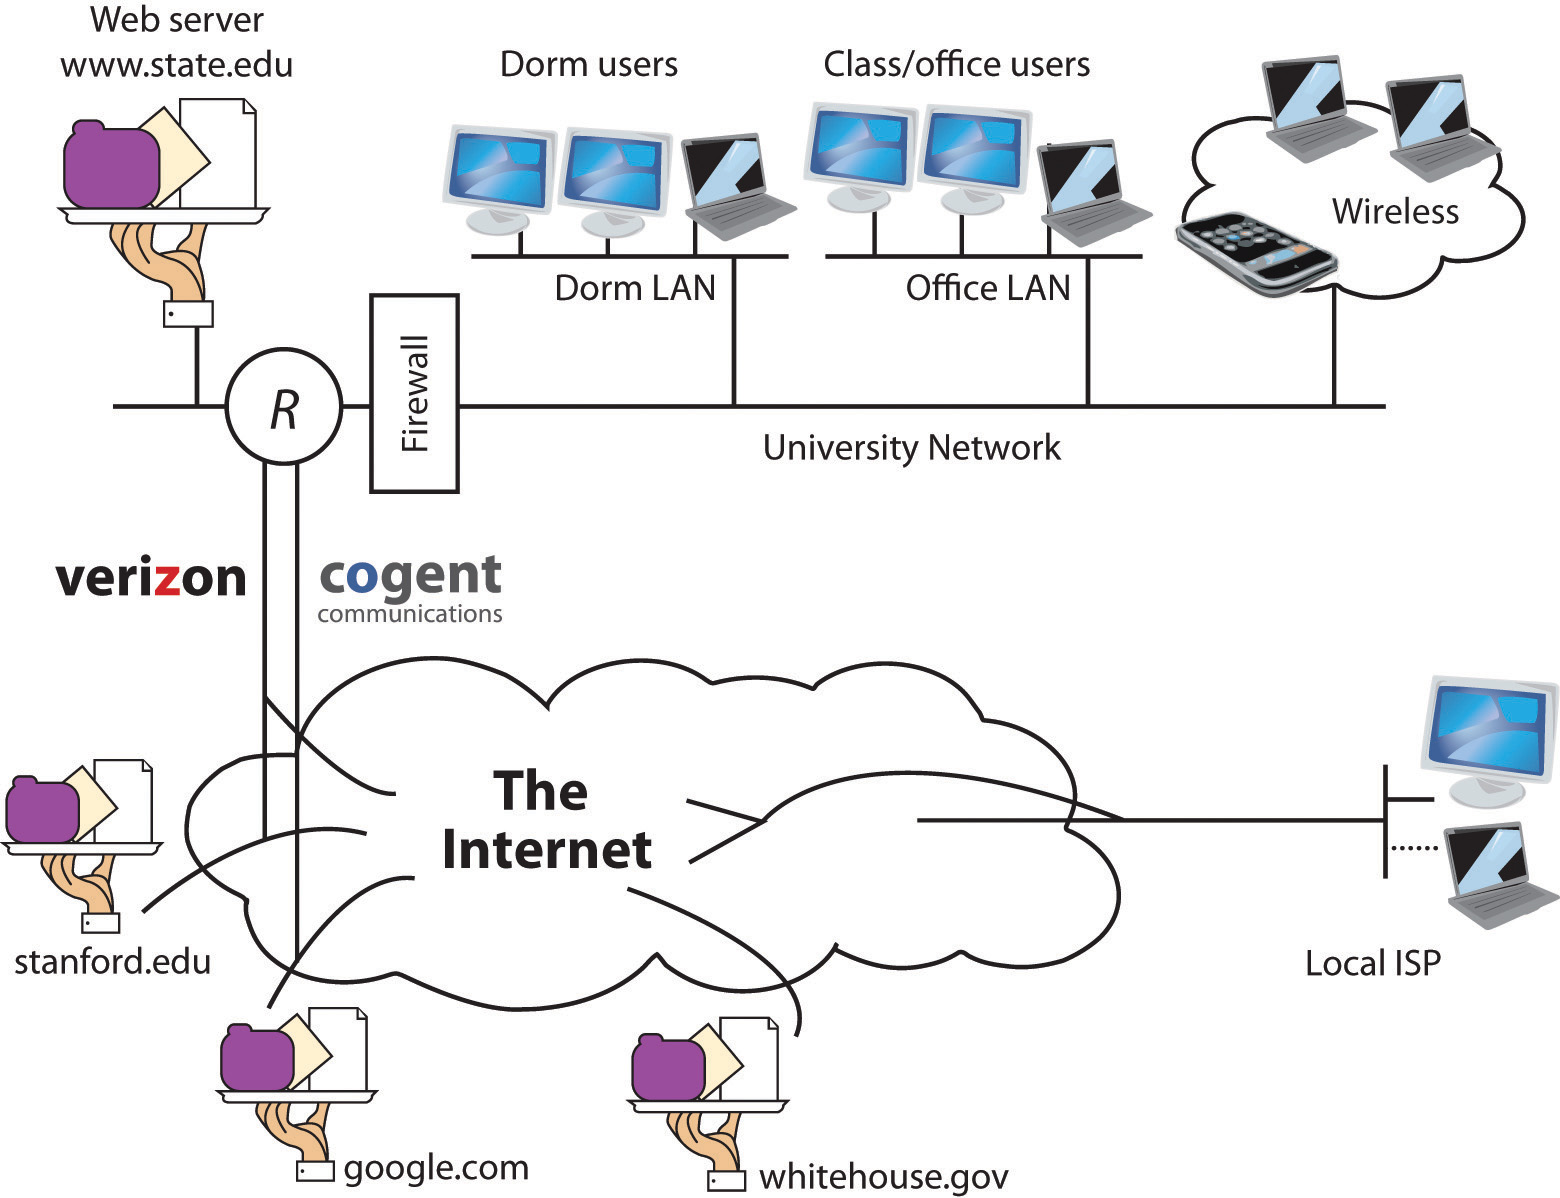 Web server
www.state.edu
Dorm users
Class/office users
Wireless
Dorm LAN
Office LAN
R
Firewall
University Network
verizon
cogent
communications
The
Internet
stanford.edu
Local ISP
google.com
whitehouse.gov